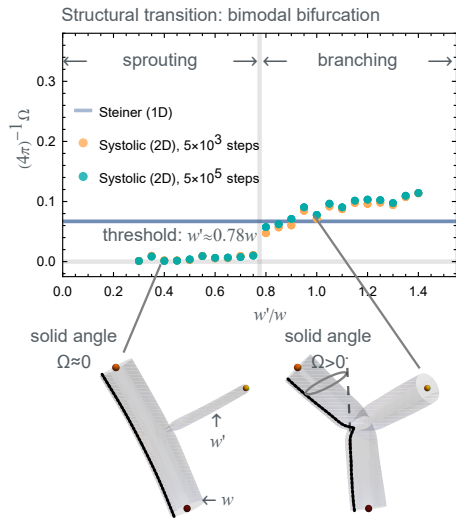 Structural transition: bimodal bifurcation
sprouting branching
0.3
0.2
0.1
0.0
(4π)⁻¹Ω
Steiner (1D)
Systolic (2D), 5×10³ steps
Systolic (2D), 5×10⁵ steps
threshold: w'≈0.78w
0.0 0.2 0.4 0.6 0.8 1.0 1.2 1.4
w'/w
solid angle
Ω≈0
w'
w
solid angle
Ω>0